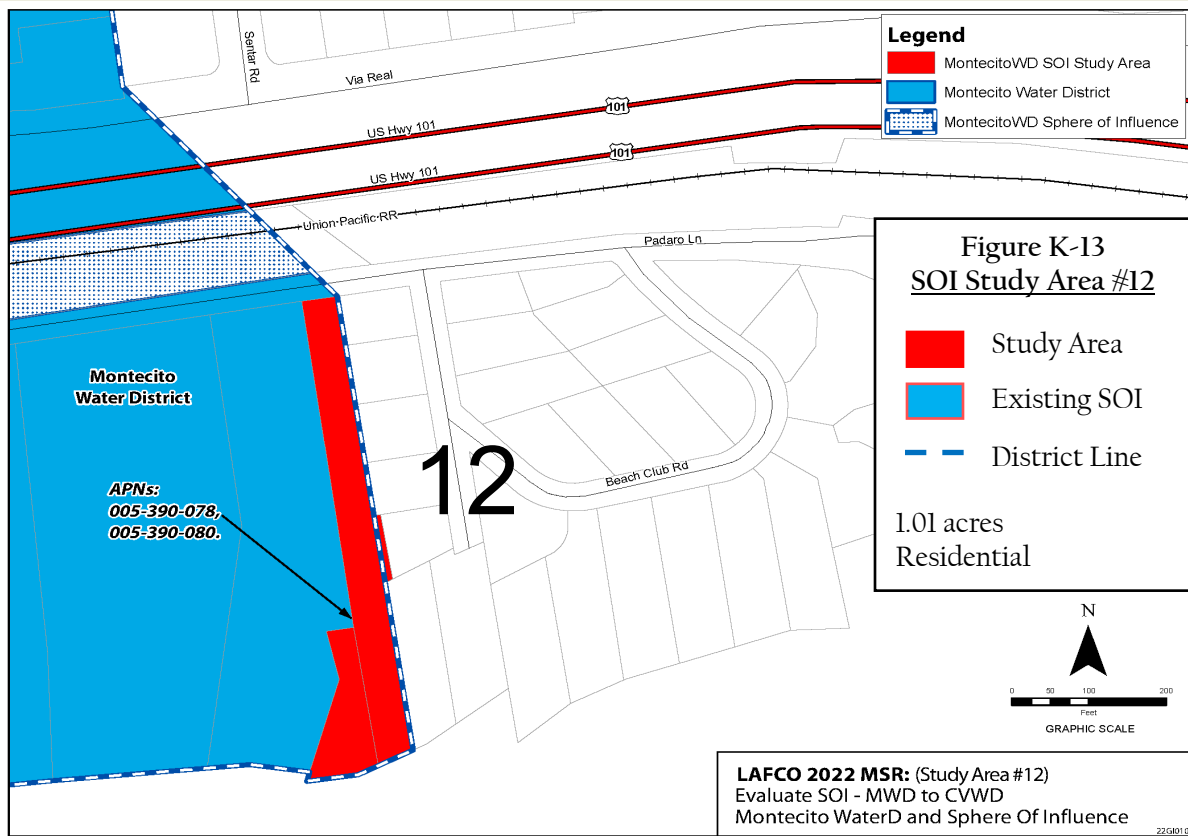 Legend
MontecitoWD SOI Study Area
Montecito Water District
MontecitoWD Sphere of Influence
Sentar Rd
Via Real
101
US Hwy 101
101
US Hwy 101
Union Pacific RR
Padaro Ln
Figure K-13
SOI Study Area #12
Study Area
Existing SOI
District Line
1.01 acres
Residential
Montecito
Water District
12
Beach Club Rd
APNs:
005-390-078,
005-390-080.
N
0 50 100 200
Feet
GRAPHIC SCALE
LAFCO 2022 MSR: (Study Area #12)
Evaluate SOI - MWD to CVWD
Montecito WaterD and Sphere Of Influence